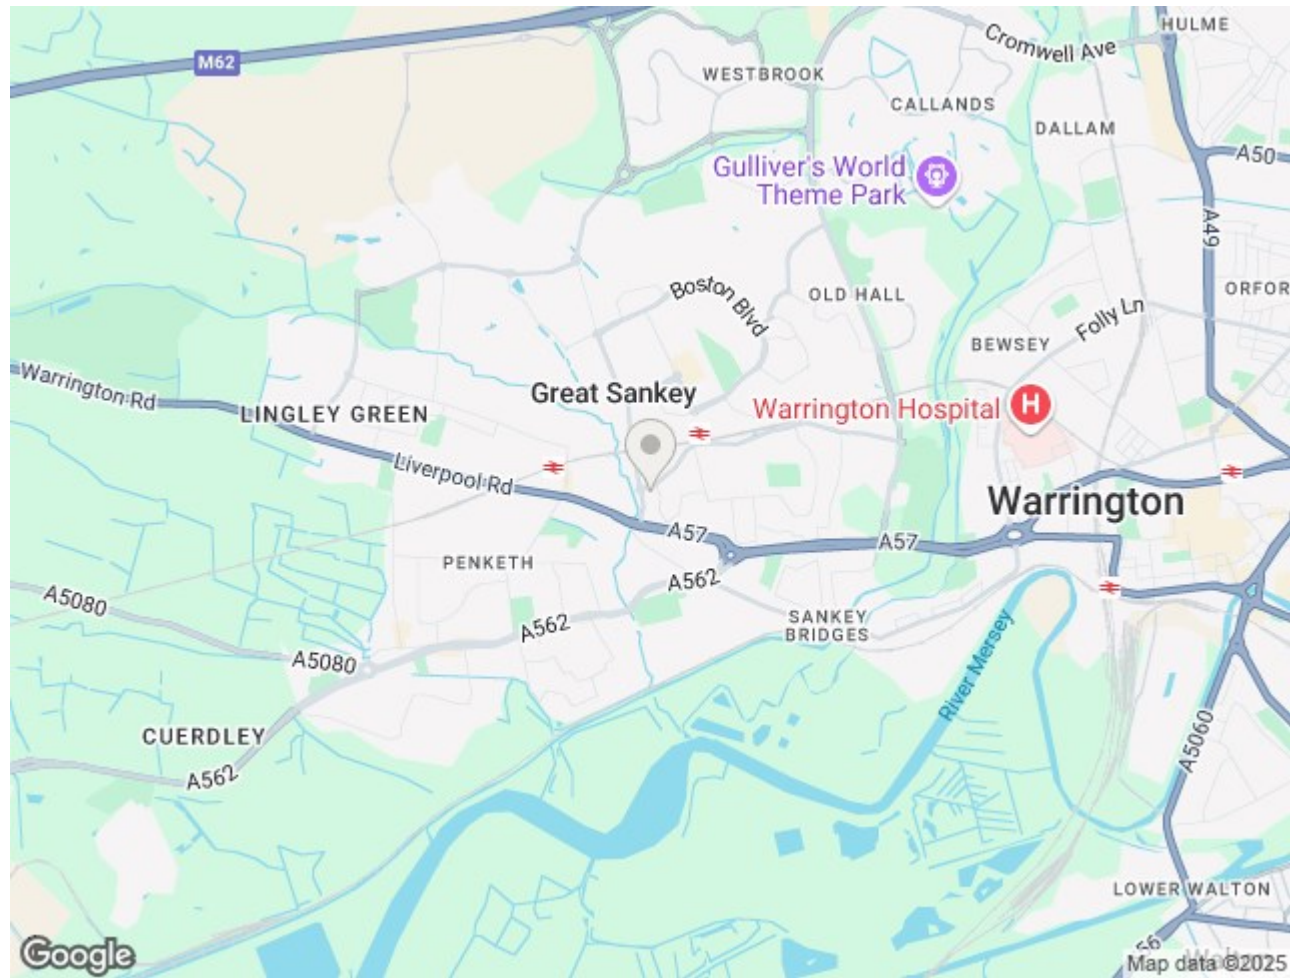 HULME
Cromwell Ave
M62
WESTBROOK
CALLANDS
DALLAM
A50
Gulliver's World
Theme Park
A49
Boston Blvd
OLD HALL
ORFOR
Folly Ln
BEWSEY
Warrington Rd
Great Sankey
LINGLEY GREEN
Warrington Hospital
H
Liverpool Rd
Warrington
A57
A57
PENKETH
A562
A5080
A562
SANKEY
BRIDGES
A5080
River Mersey
CUERDLEY
A562
A5060
LOWER WALTON
56
Google
Map data ©2025